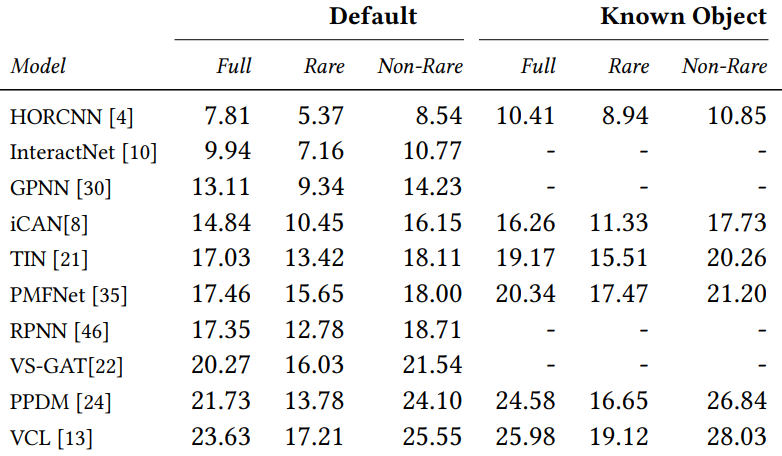 Default Known Object
Model Full Rare Non-Rare Full Rare Non-Rare
HORCNN [4] 7.81 5.37 8.54 10.41 8.94 10.85
InteractNet [10] 9.94 7.16 10.77 - - -
GPNN [30] 13.11 9.34 14.23 - - -
iCAN[8] 14.84 10.45 16.15 16.26 11.33 17.73
TIN [21] 17.03 13.42 18.11 19.17 15.51 20.26
PMFNet [35] 17.46 15.65 18.00 20.34 17.47 21.20
RPNN [46] 17.35 12.78 18.71 - - -
VS-GAT[22] 20.27 16.03 21.54 - - -
PPDM [24] 21.73 13.78 24.10 24.58 16.65 26.84
VCL [13] 23.63 17.21 25.55 25.98 19.12 28.03